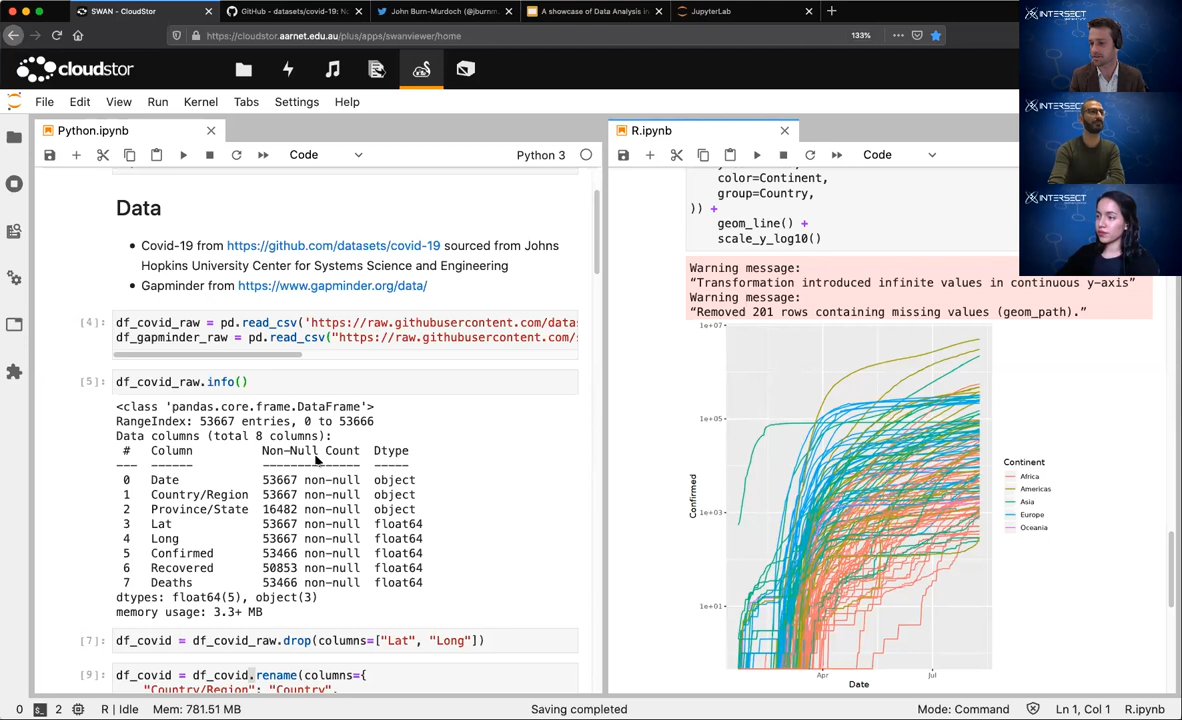 SWAN - CloudStor
GitHub - datasets/covid-19: No
John Burn-Murdoch (@jburnm
A showcase of Data Analysis in
JupyterLab
https://cloudstor.aarnet.edu.au/plus/apps/swanviewer/home
133%
cloudstor
File Edit View Run Kernel Tabs Settings Help
Python.ipynb
R.ipynb
Code
Python 3
Code
INTERSECT
INTERSECT
INTERSECT
Data
Covid-19 from https://github.com/datasets/covid-19 sourced from Johns
Hopkins University Center for Systems Science and Engineering
Gapminder from https://www.gapminder.org/data/
[4]: df_covid_raw = pd.read_csv('https://raw.githubusercontent.com/data
df_gapminder_raw = pd.read_csv("https://raw.githubusercontent.com/
[5]: df_covid_raw.info()
<class 'pandas.core.frame.DataFrame'>
RangeIndex: 53667 entries, 0 to 53666
Data columns (total 8 columns):
# Column Non-Null Count Dtype
--- ------ -------------- -----
0 Date 53667 non-null object
1 Country/Region 53667 non-null object
2 Province/State 16482 non-null object
3 Lat 53667 non-null float64
4 Long 53667 non-null float64
5 Confirmed 53466 non-null float64
6 Recovered 50853 non-null float64
7 Deaths 53466 non-null float64
dtypes: float64(5), object(3)
memory usage: 3.3+ MB
[7]: df_covid = df_covid_raw.drop(columns=["Lat", "Long"])
[9]: df_covid = df_covid.rename(columns={
"Country/Region": "Country",
color=Continent,
group=Country,
)) +
geom_line() +
scale_y_log10()
Warning message:
“Transformation introduced infinite values in continuous y-axis”
Warning message:
“Removed 201 rows containing missing values (geom_path).”
1e+07
1e+05
1e+03
1e+01
Confirmed
Apr
Jul
Date
Continent
Africa
Americas
Asia
Europe
Oceania
0
2
R | Idle
Mem: 781.51 MB
Saving completed
Mode: Command
Ln 1, Col 1
R.ipynb